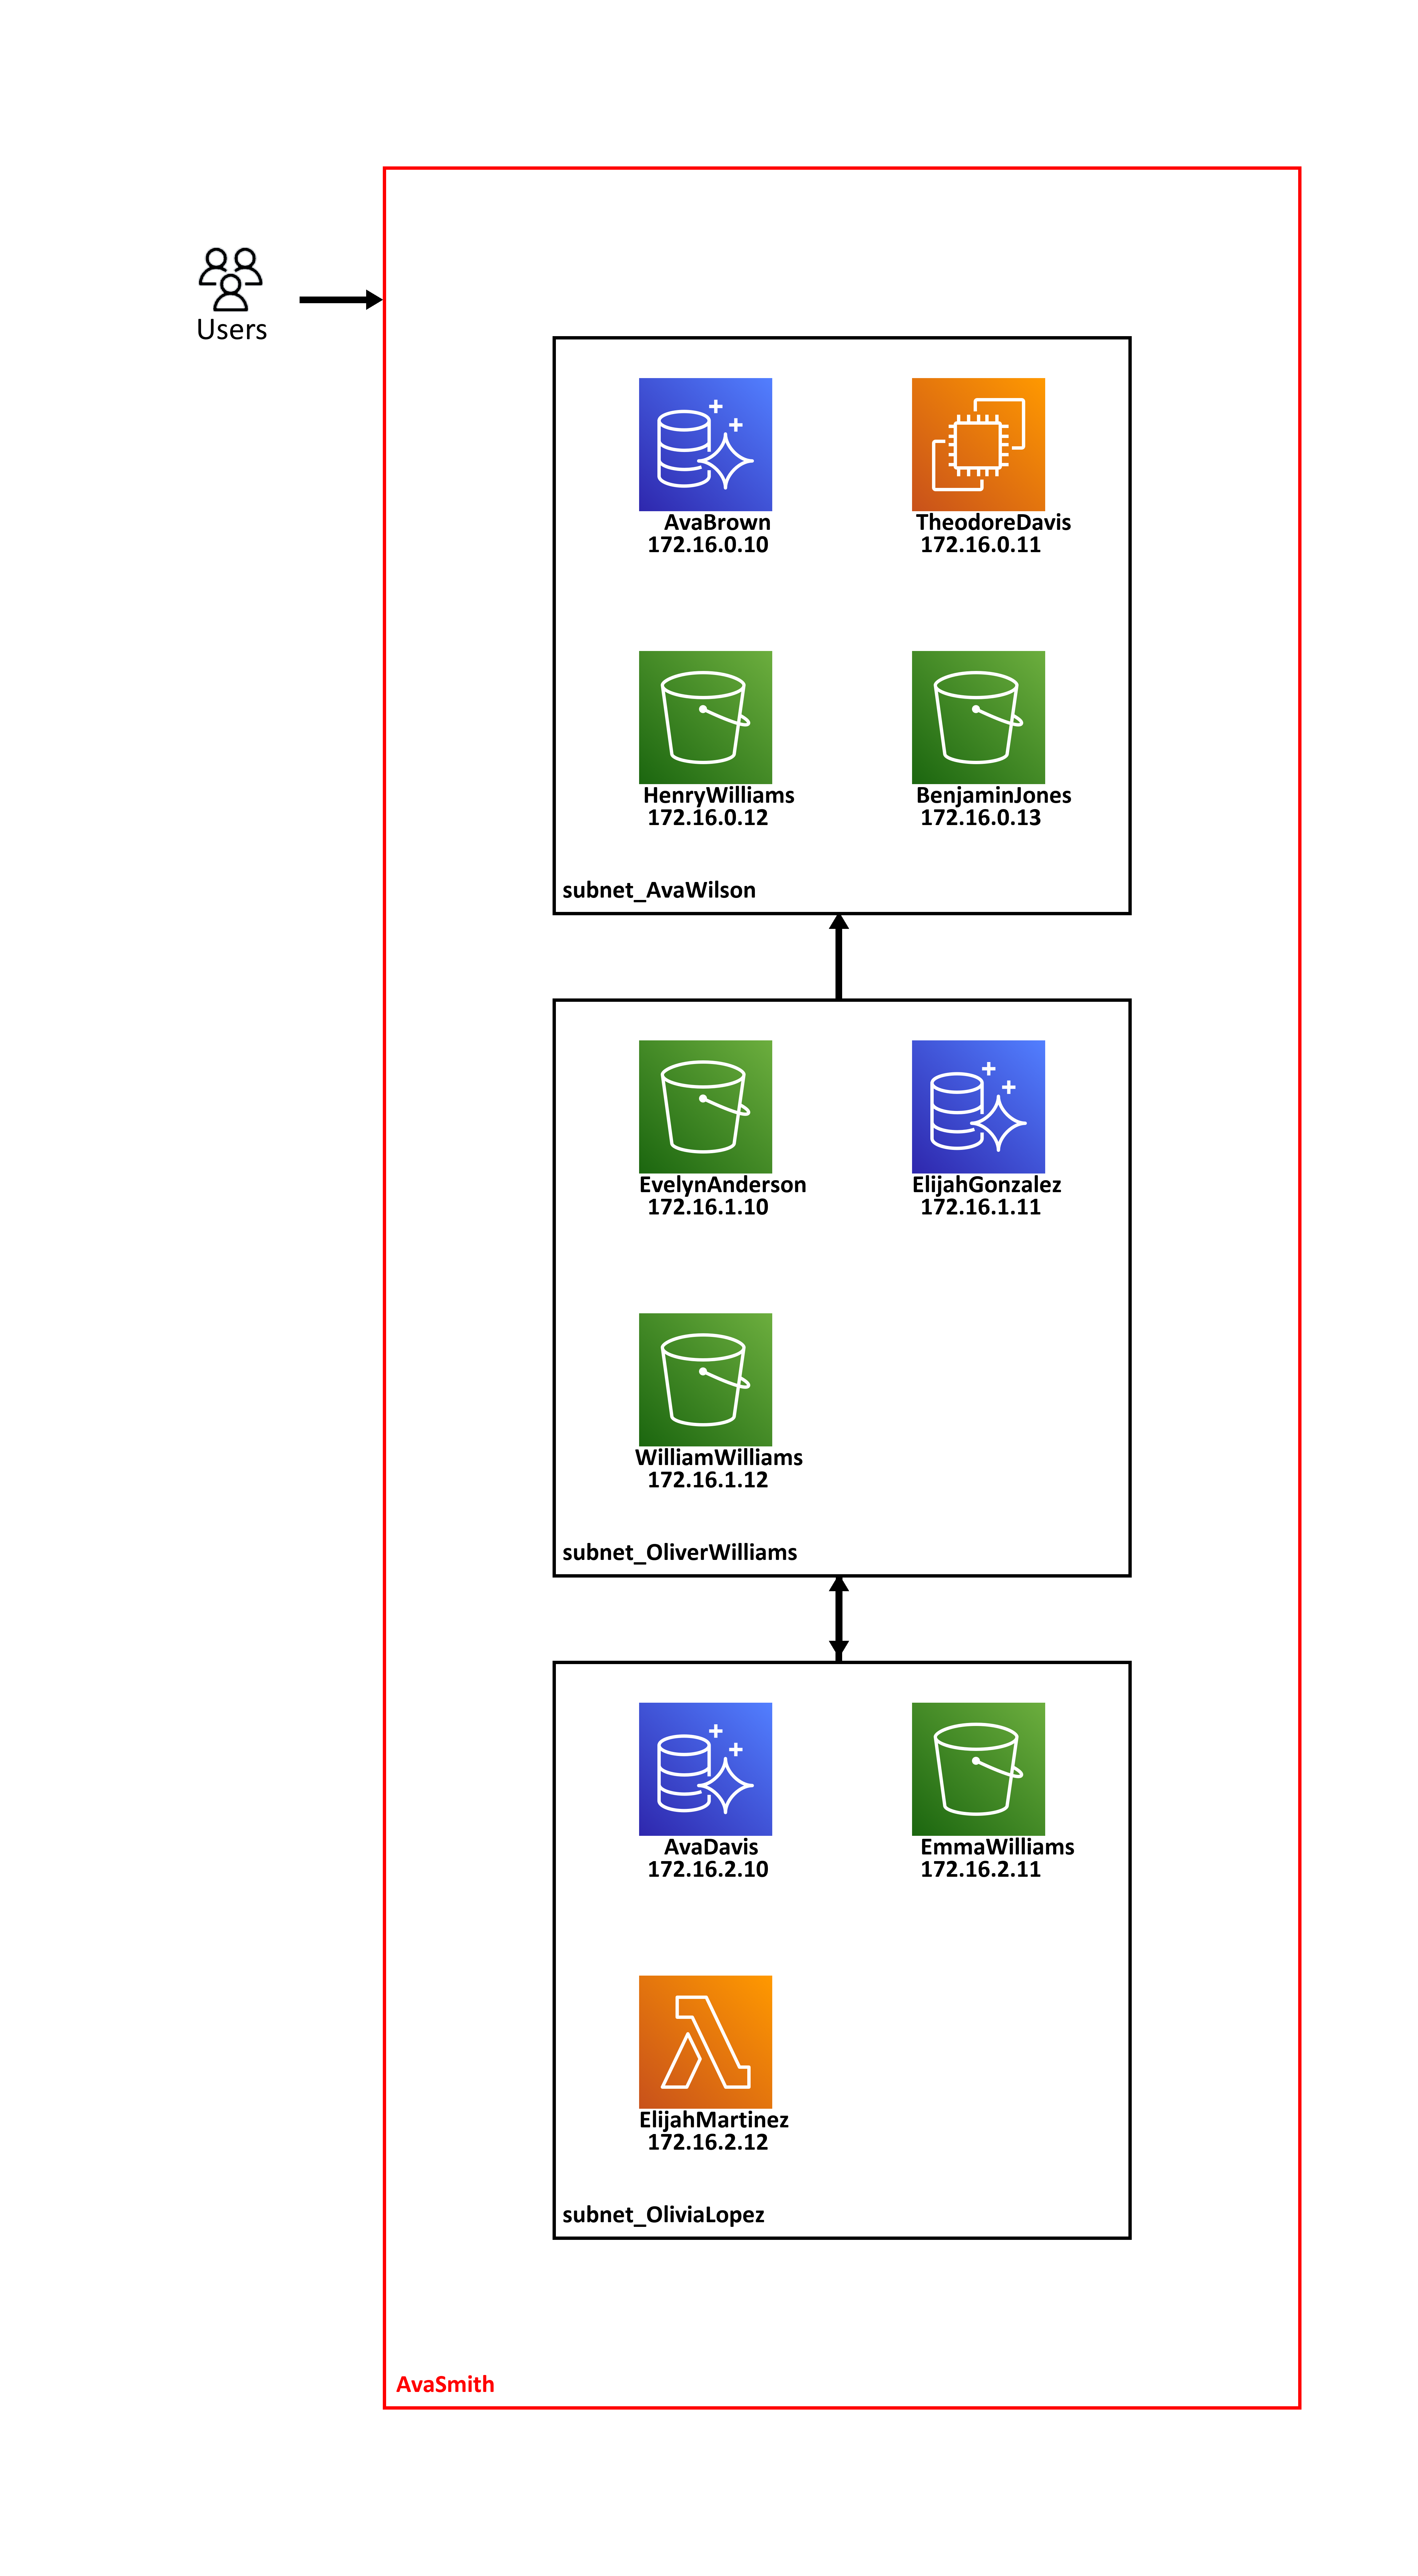 Users
AvaBrown
172.16.0.10
TheodoreDavis
172.16.0.11
HenryWilliams
172.16.0.12
BenjaminJones
172.16.0.13
subnet_AvaWilson
EvelynAnderson
172.16.1.10
ElijahGonzalez
172.16.1.11
WilliamWilliams
172.16.1.12
subnet_OliverWilliams
AvaDavis
172.16.2.10
EmmaWilliams
172.16.2.11
ElijahMartinez
172.16.2.12
subnet_OliviaLopez
AvaSmith